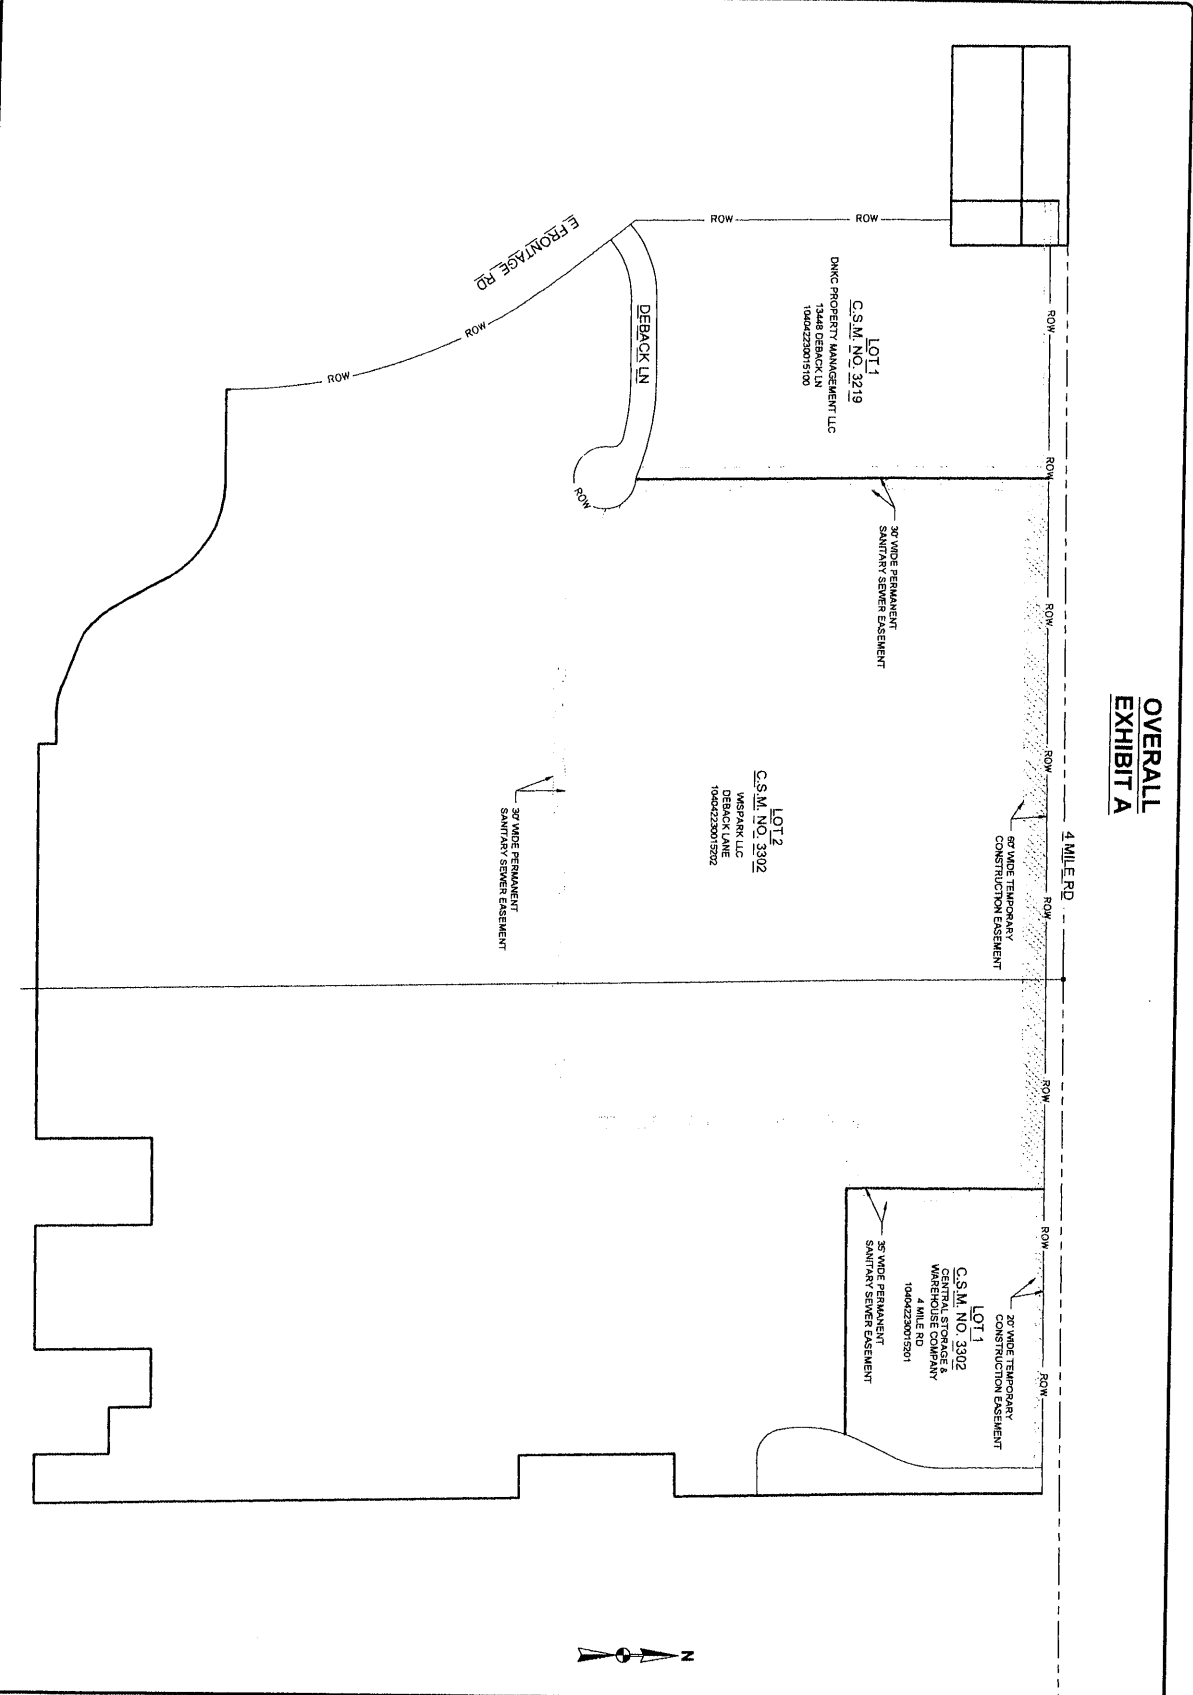 OVERALL
EXHIBIT A
4 MILE RD
ROW
ROW
ROW
ROW
ROW
ROW
ROW
ROW
60' WIDE TEMPORARY
CONSTRUCTION EASEMENT
20' WIDE TEMPORARY
CONSTRUCTION EASEMENT
LOT 1
C.S.M. NO. 3219
DNKC PROPERTY MANAGEMENT LLC
13448 DEBACK LN
104042230015100
ROW
ROW
30' WIDE PERMANENT
SANITARY SEWER EASEMENT
LOT 2
C.S.M. NO. 3302
WISPARK LLC
DEBACK LANE
104042230015202
LOT 1
C.S.M. NO. 3302
CENTRAL STORAGE &
WAREHOUSE COMPANY
4 MILE RD
104042230015201
35' WIDE PERMANENT
SANITARY SEWER EASEMENT
DEBACK LN
ROW
E FRONTAGE RD
ROW
ROW
30' WIDE PERMANENT
SANITARY SEWER EASEMENT
N